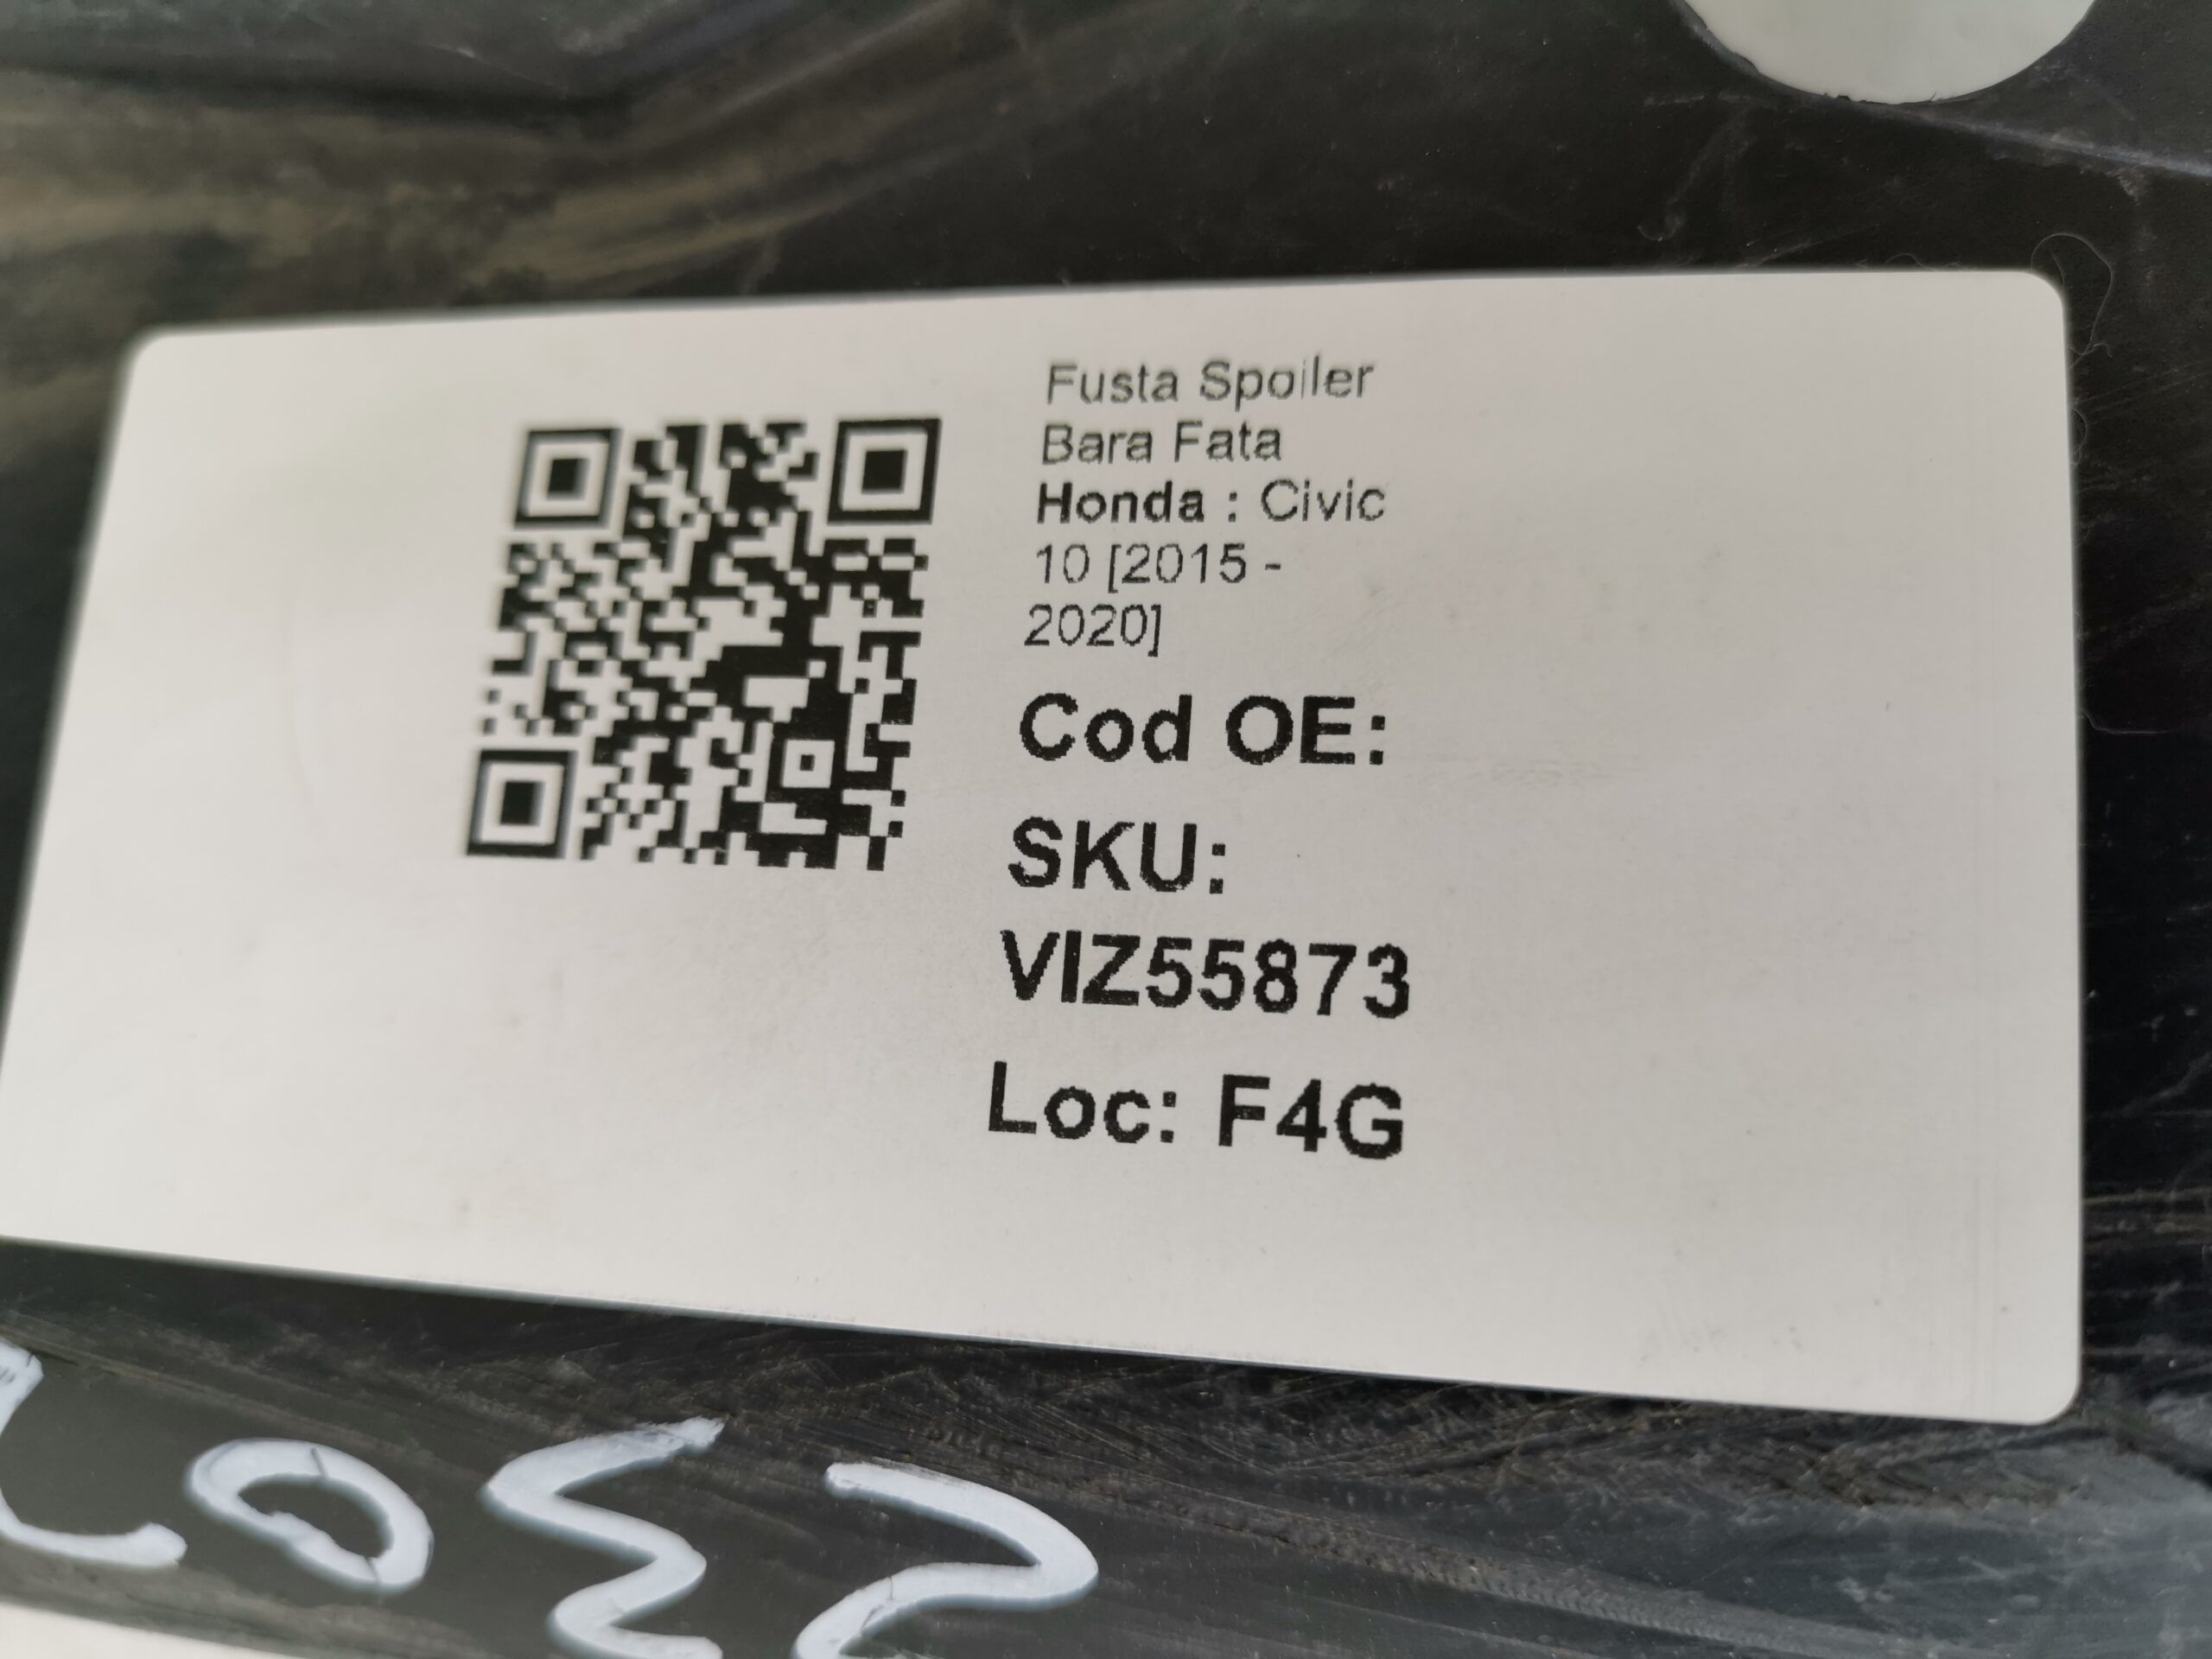 Fusta Spoiler
Bara Fata
Honda : Civic
10 [2015 -
2020]
Cod OE:
SKU:
VIZ55873
Loc: F4G